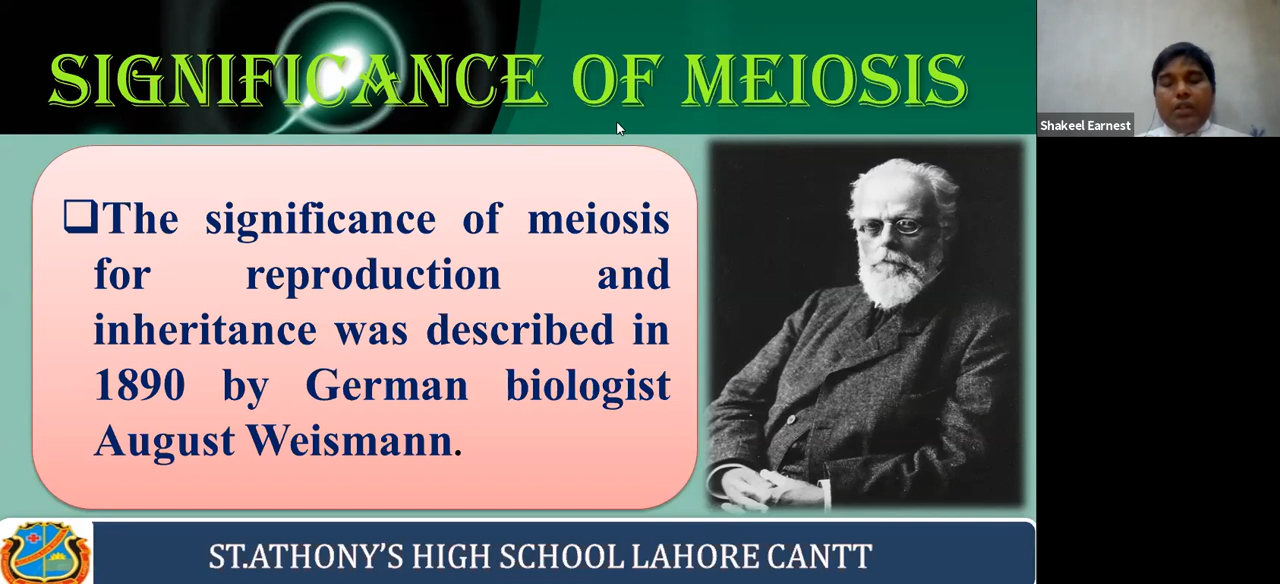 SIGNIFICANCE OF MEIOSIS
Shakeel Earnest
❑The significance of meiosis
for reproduction and
inheritance was described in
1890 by German biologist
August Weismann.
ST.ATHONY'S HIGH SCHOOL LAHORE CANTT